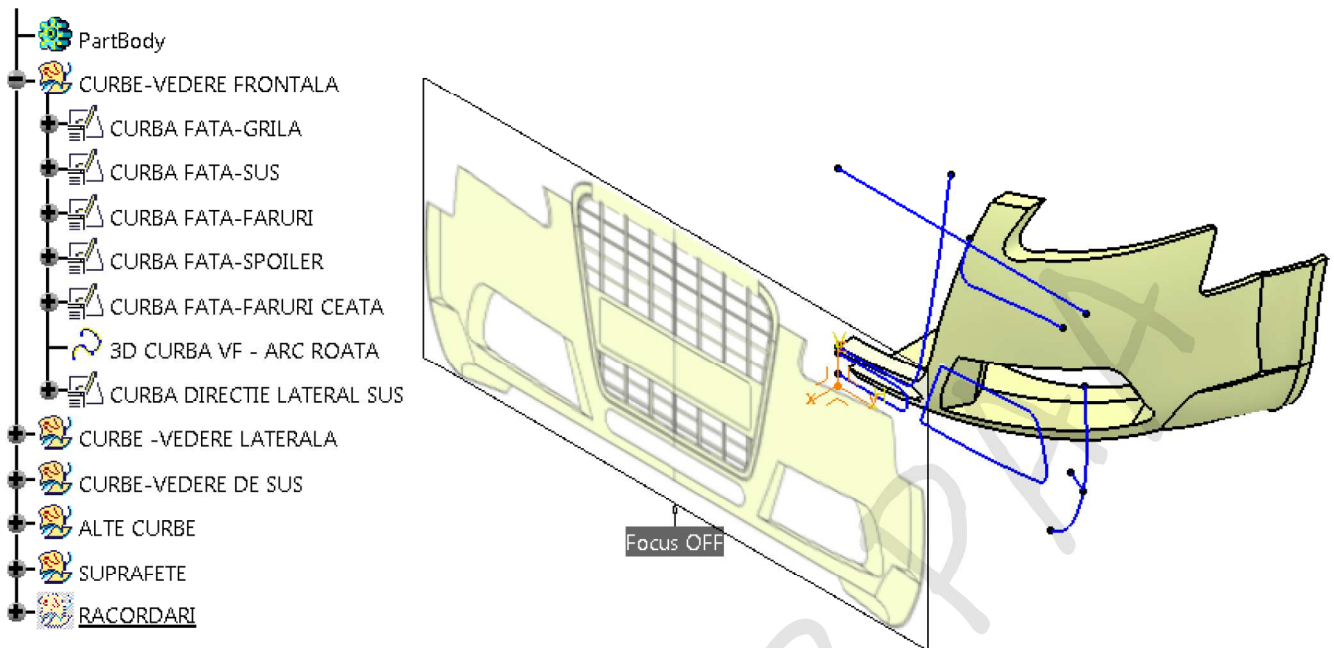 PartBody
CURBE-VEDERE FRONTALA
CURBA FATA-GRILA
CURBA FATA-SUS
CURBA FATA-FARURI
CURBA FATA-SPOILER
CURBA FATA-FARURI CEATA
3D CURBA VF - ARC ROATA
CURBA DIRECTIE LATERAL SUS
CURBE -VEDERE LATERALA
CURBE-VEDERE DE SUS
ALTE CURBE
SUPRAFETE
RACORDARI
Focus OFF
x
y